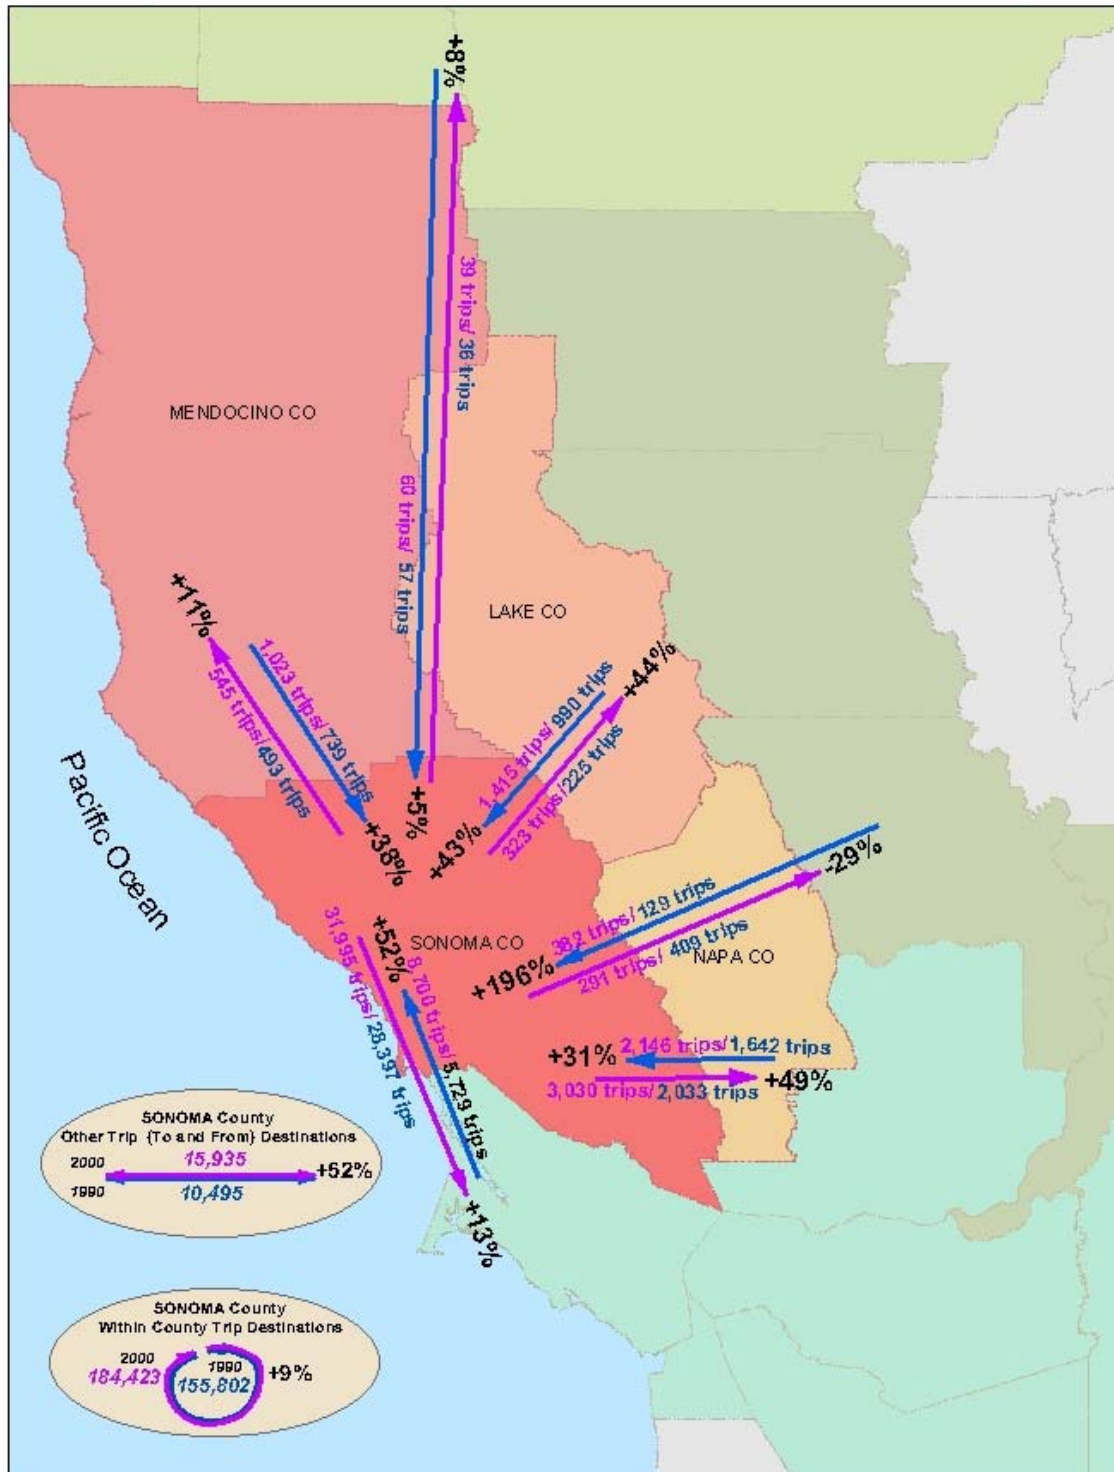 +8%
39 trips/ 36 trips
MENDOCINO CO
60 trips/ 57 trips
LAKE CO
+11%
1,023 trips/739 trips
545 trips/493 trips
+44%
1,415 trips/ 990 trips
323 trips/225 trips
Pacific Ocean
+5%
+38%
+43%
-29%
382 trips/ 129 trips
291 trips/ 409 trips
+196%
SONOMA CO
NAPA CO
+52%
31,995 trips/ 28,397 trips
8,700 trips/ 5,729 trips
+31%
2,146 trips/1,642 trips
3,030 trips/2,033 trips
+49%
+13%
SONOMA County
Other Trip (To and From) Destinations
2000
15,935
+52%
1990
10,495
SONOMA County
Within County Trip Destinations
2000
184,423
1990
155,802
+9%